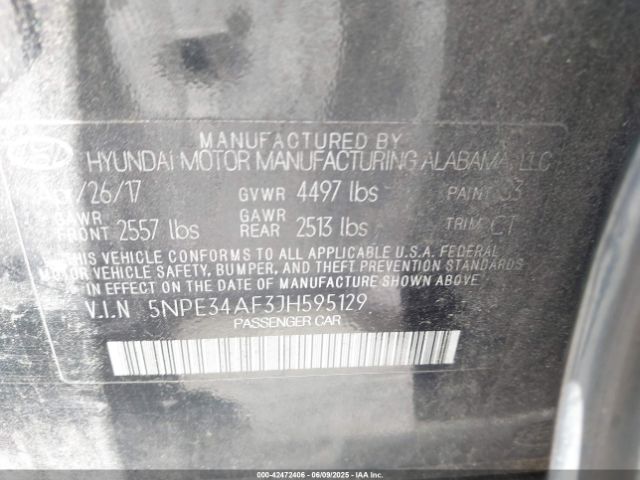 MANUFACTURED BY
HYUNDAI MOTOR MANUFACTURING ALABAMA, LLC
/26/17 GVWR 4497 lbs PAINT S3
GAWR FRONT 2557 lbs GAWR REAR 2513 lbs TRIM CT
THIS VEHICLE CONFORMS TO ALL APPLICABLE U.S.A. FEDERAL
MOTOR VEHICLE SAFETY, BUMPER, AND THEFT PREVENTION
STANDARDS IN EFFECT ON THE DATE OF MANUFACTURE SHOWN ABOVE
V.I.N 5NPE34AF3JH595129
PASSENGER CAR
000-42472406 - 06/09/2025 - IAA Inc.